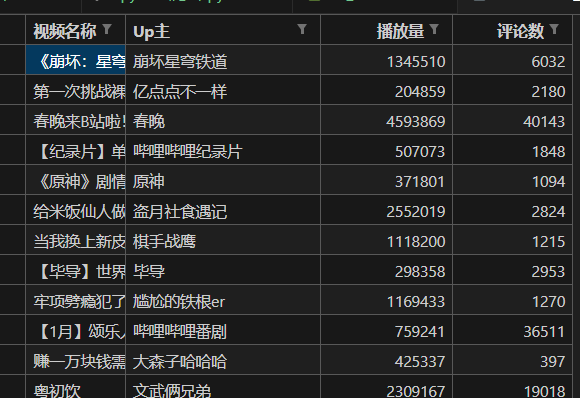 视频名称 Up主 播放量 评论数
《崩坏：星穹 崩坏星穹铁道 1345510 6032
第一次挑战裸 亿点点不一样 204859 2180
春晚来B站啦! 春晚 4593869 40143
【纪录片】单 哔哩哔哩纪录片 507073 1848
《原神》剧情 原神 371801 1094
给米饭仙人做 盗月社食遇记 2552019 2824
当我换上新皮 棋手战鹰 1118200 1215
【毕导】世界 毕导 298358 2953
牢项劈瘾犯了 尴尬的铁根er 1169433 1270
【1月】颂乐人 哔哩哔哩番剧 759241 36511
赚一万块钱需 大森子哈哈哈 425337 397
粤初饮 文武俩兄弟 2309167 19018